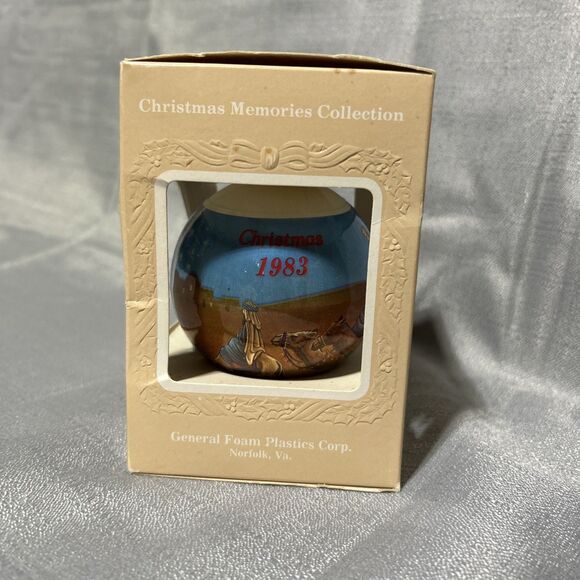 Christmas Memories Collection
Christmas
1983
General Foam Plastics Corp.
Norfolk, Va.